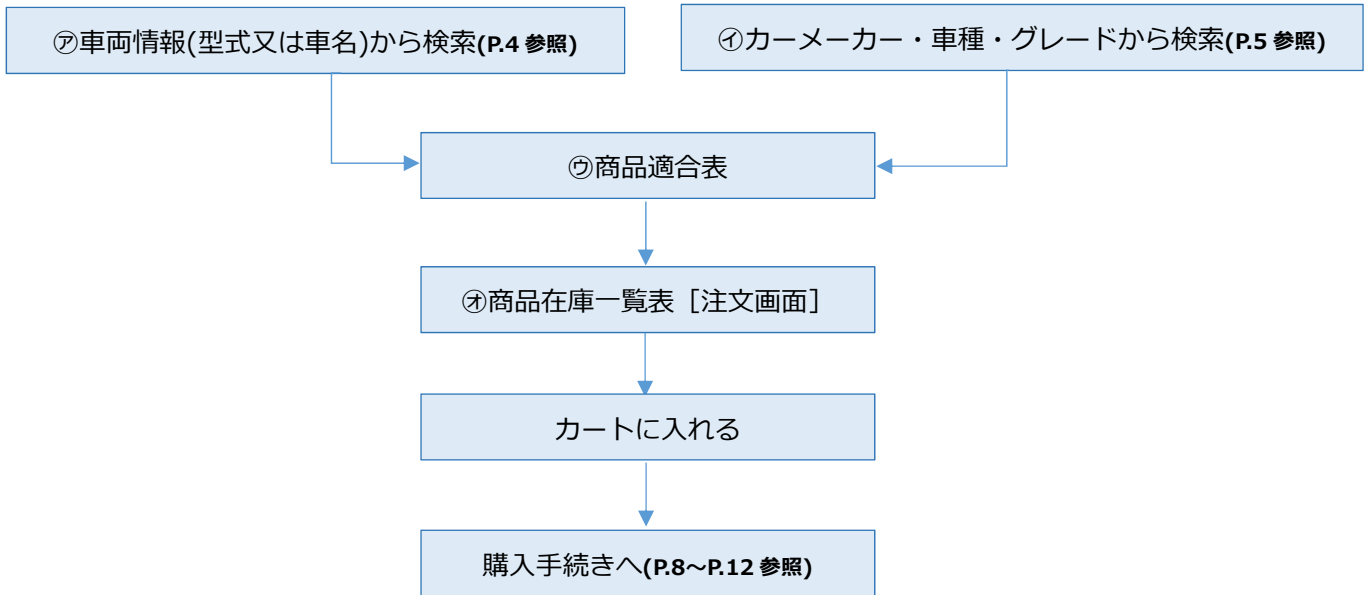 ㋐車両情報(型式又は車名)から検索(P.4 参照)
㋑カーメーカー・車種・グレードから検索(P.5 参照)
㋒商品適合表
㋔商品在庫一覧表［注文画面］
カートに入れる
購入手続きへ(P.8～P.12 参照)